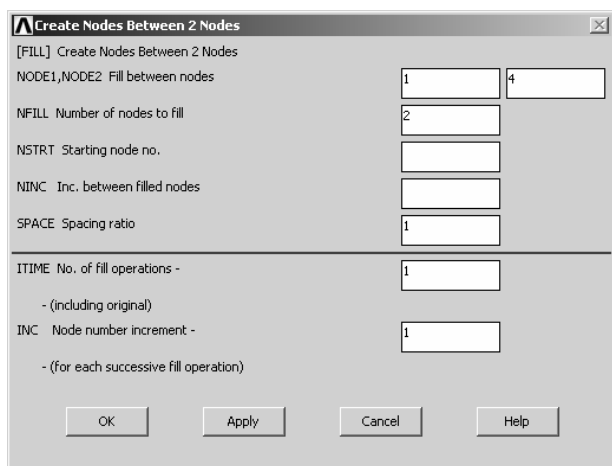 Create Nodes Between 2 Nodes
[FILL] Create Nodes Between 2 Nodes
NODE1,NODE2 Fill between nodes 1 4
NFILL Number of nodes to fill 2
NSTRT Starting node no.
NINC Inc. between filled nodes
SPACE Spacing ratio 1
ITIME No. of fill operations - 1
- (including original)
INC Node number increment - 1
- (for each successive fill operation)
OK Apply Cancel Help